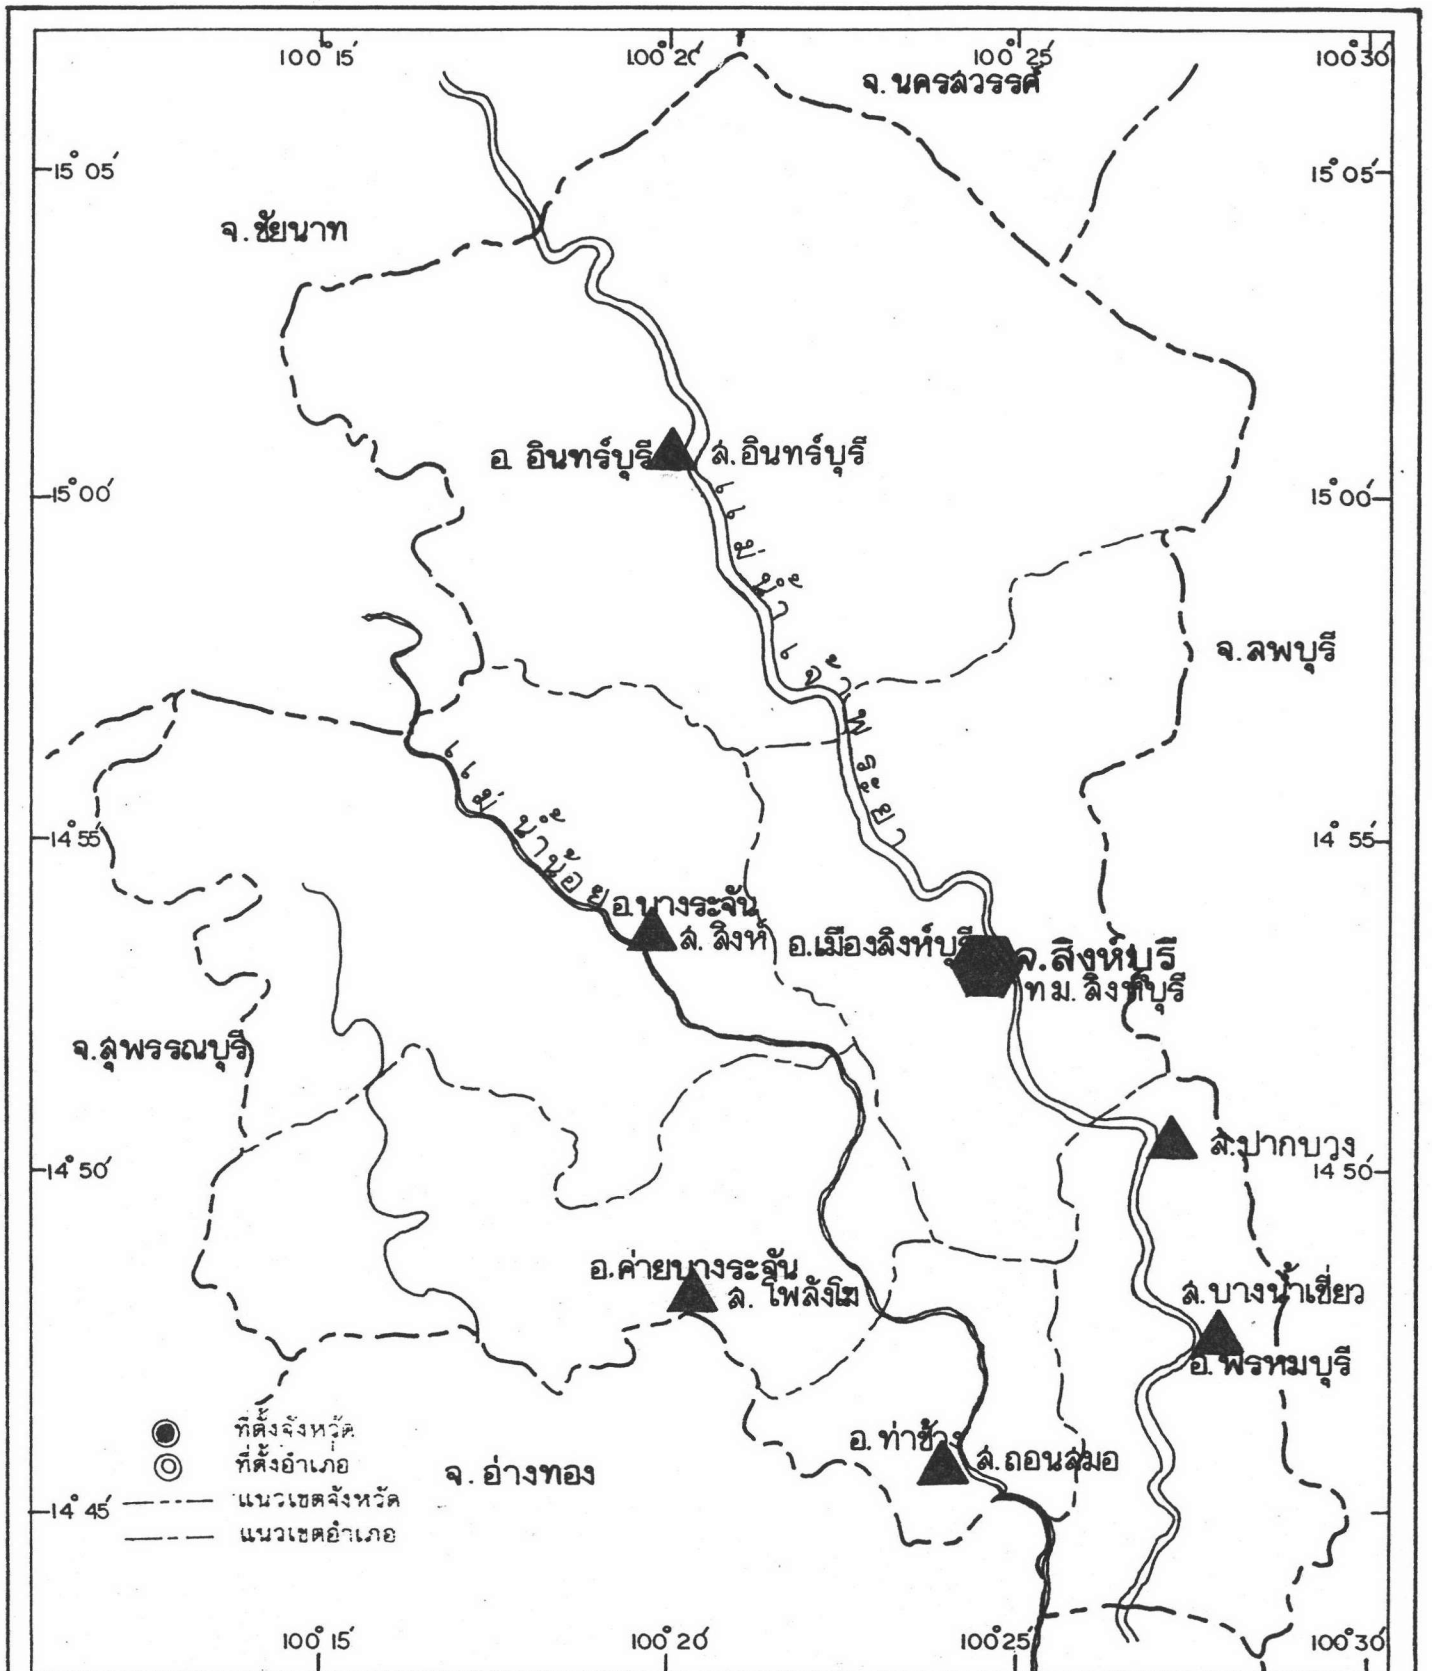 100°15′ 100°20′ 100°25′ 100°30′
จ.นครสวรรค์
15°05′ 15°05′
จ.ชัยนาท
อ. อินทร์บุรี ส.อินทร์บุรี
15°00′ 15°00′
แม่น้ำเจ้าพระยา
จ.ลพบุรี
แม่น้ำน้อย
14°55′ 14°55′
อ.บางระจัน
ส. สิงห์
อ.เมืองสิงห์บุรี จ.สิงห์บุรี
ทม. สิงห์บุรี
จ.สุพรรณบุรี
ส.ปากบวง
14°50′ 14°50′
อ.ค่ายบางระจัน
ส. โพสังโฆ
ส.บางน้ำเชี่ยว
อ.พรหมบุรี
ที่ตั้งจังหวัด
ที่ตั้งอำเภอ
แนวเขตจังหวัด
แนวเขตอำเภอ
จ.อ่างทอง
อ.ท่าช้าง ส.ถอนสมอ
14°45′
100°15′ 100°20′ 100°25′ 100°30′